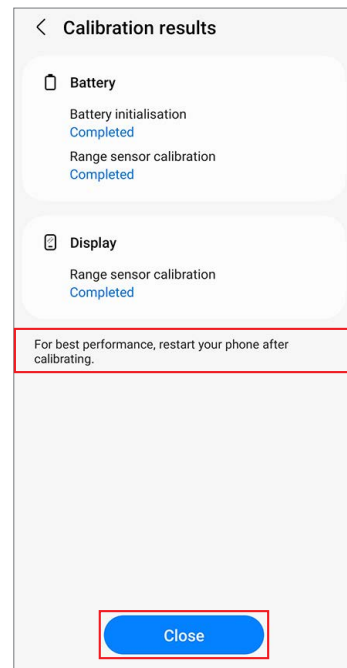 Calibration results
Battery
Battery initialisation
Completed
Range sensor calibration
Completed
Display
Range sensor calibration
Completed
For best performance, restart your phone after
calibrating.
Close